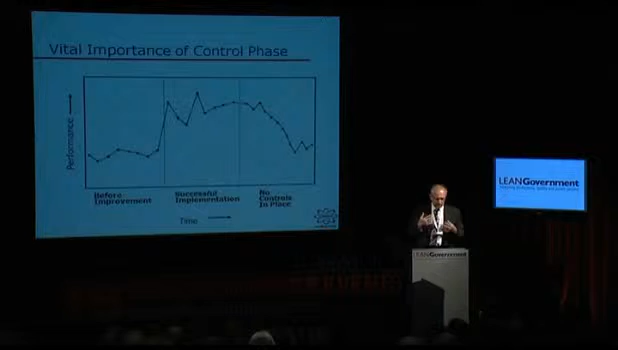 Vital Importance of Control Phase
Performance
Before
Improvement
Successful
Implementation
No
Controls
In Place
Time
LEANGovernment
LEANGovernment